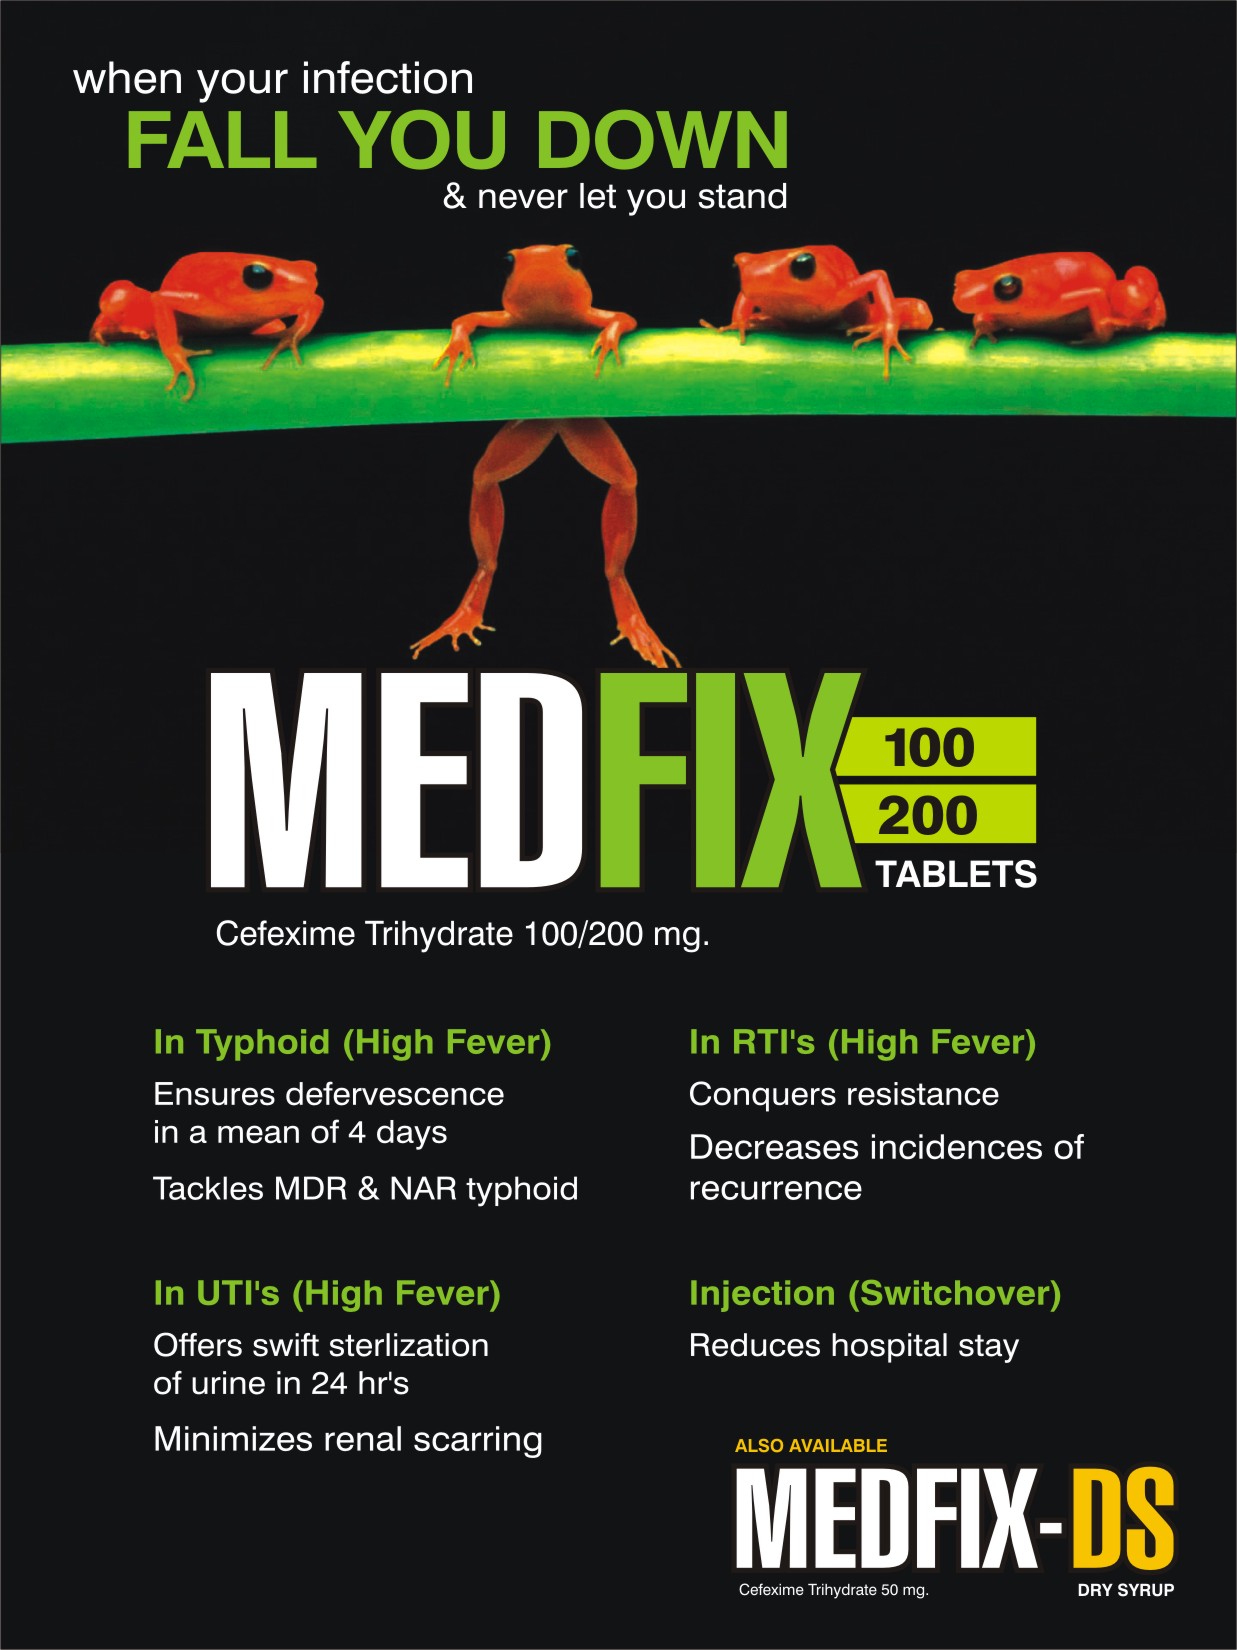 when your infection
FALL YOU DOWN
& never let you stand
MEDFIX
100
200
TABLETS
Cefexime Trihydrate 100/200 mg.
In Typhoid (High Fever)
Ensures defervescence
in a mean of 4 days
Tackles MDR & NAR typhoid
In RTI's (High Fever)
Conquers resistance
Decreases incidences of
recurrence
In UTI's (High Fever)
Offers swift sterlization
of urine in 24 hr's
Minimizes renal scarring
Injection (Switchover)
Reduces hospital stay
ALSO AVAILABLE
MEDFIX-DS
Cefexime Trihydrate 50 mg.
DRY SYRUP